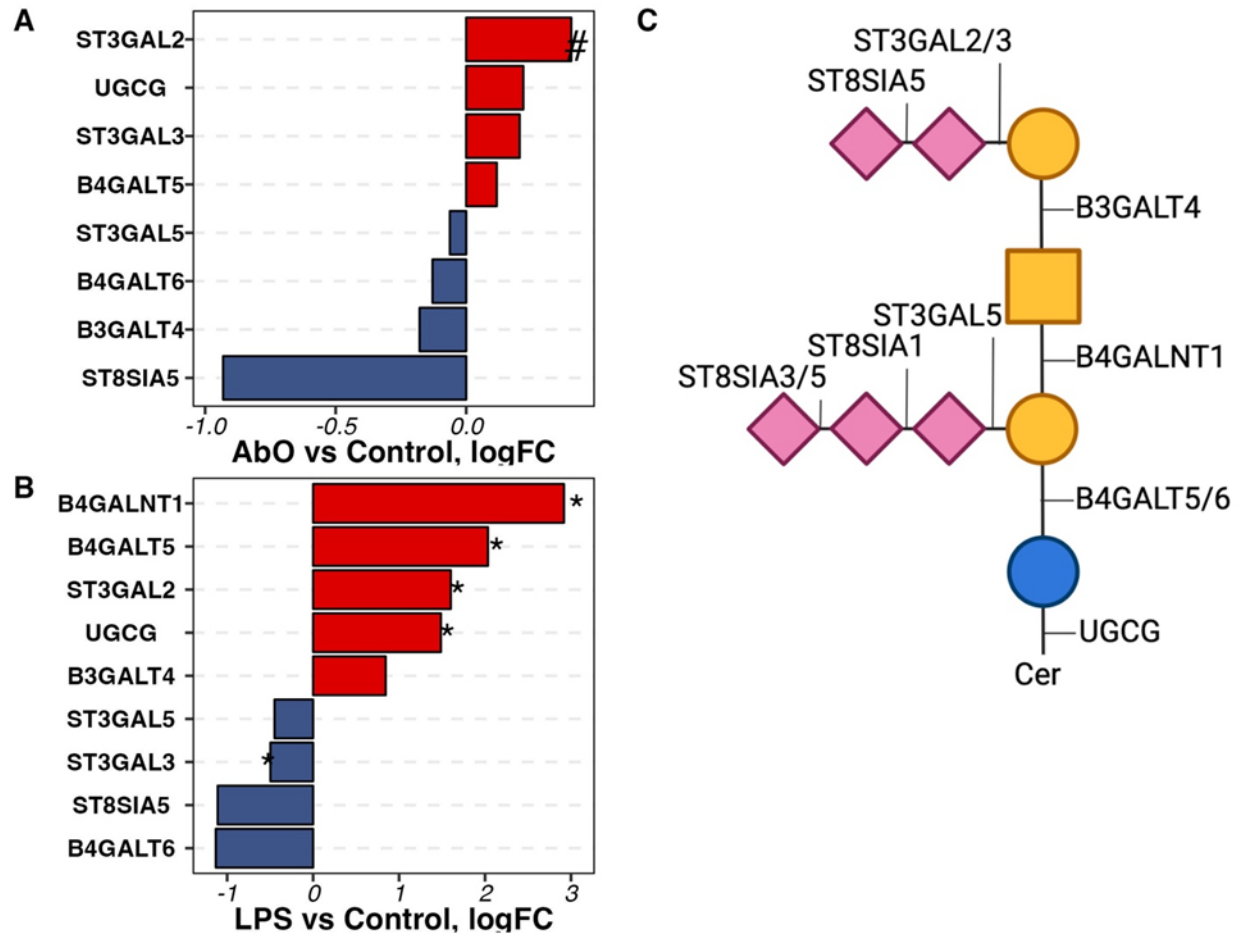 A
ST3GAL2
#
UGCG
ST3GAL3
B4GALT5
ST3GAL5
B4GALT6
B3GALT4
ST8SIA5
-1.0 -0.5 0.0
AbO vs Control, logFC
B
B4GALNT1
*
B4GALT5
*
ST3GAL2
*
UGCG
*
B3GALT4
ST3GAL5
ST3GAL3
*
ST8SIA5
B4GALT6
-1 0 1 2 3
LPS vs Control, logFC
C
ST3GAL2/3
ST8SIA5
B3GALT4
ST3GAL5
ST8SIA1
ST8SIA3/5
B4GALNT1
B4GALT5/6
UGCG
Cer